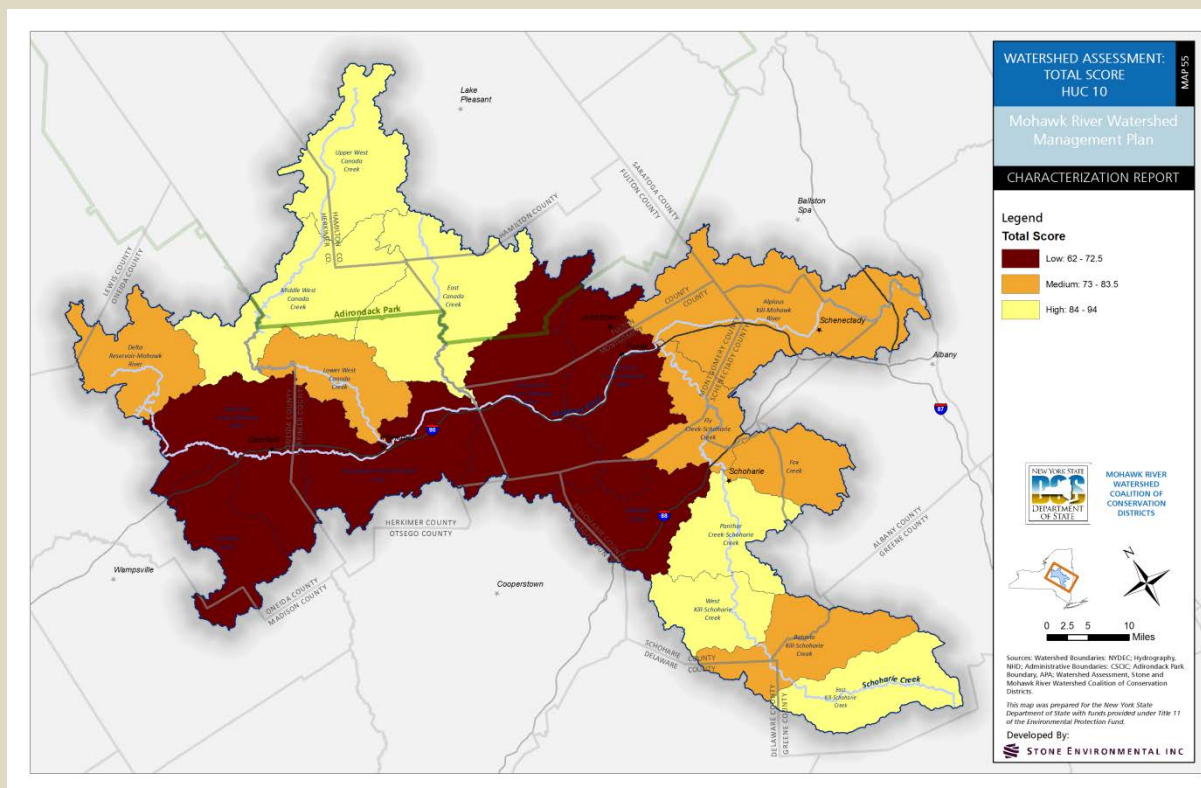 WATERSHED ASSESSMENT:
TOTAL SCORE
HUC 10
MAP 55
Mohawk River Watershed
Management Plan
CHARACTERIZATION REPORT
Legend
Total Score
Low: 62 - 72.5
Medium: 73 - 83.5
High: 84 - 94
NEW YORK STATE
DOS
DEPARTMENT
OF STATE
MOHAWK RIVER
WATERSHED
COALITION OF
CONSERVATION
DISTRICTS
N
0 2.5 5 10
Miles
Sources: Watershed Boundaries: NYDEC; Hydrography,
NHD; Administrative Boundaries: CSCIC; Adirondack Park
Boundary, APA; Watershed Assessment, Stone and
Mohawk River Watershed Coalition of Conservation
Districts.
This map was prepared for the New York State
Department of State with funds provided under Title 11
of the Environmental Protection Fund.
Developed By:
STONE ENVIRONMENTAL INC
Lake
Pleasant
Upper West
Canada
Creek
HAMILTON CO.
HERKIMER CO.
HAMILTON COUNTY
SARATOGA COUNTY
FULTON COUNTY
Ballston
Spa
LEWIS COUNTY
ONEIDA COUNTY
Middle West
Canada
Creek
East
Canada
Creek
Adirondack Park
Delta
Reservoir-Mohawk
River
Lower West
Canada
Creek
COUNTY
COUNTY
Alplaus
Kill-Mohawk
River
Schenectady
Albany
MONTGOMERY COUNTY
SCHENECTADY COUNTY
87
90
Fly
Creek-Schoharie
Creek
Fox
Creek
Schoharie
88
Panther
Creek-Schoharie
Creek
HERKIMER COUNTY
OTSEGO COUNTY
ALBANY COUNTY
GREENE COUNTY
Wampsville
ONEIDA COUNTY
MADISON COUNTY
Cooperstown
West
Kill-Schoharie
Creek
Kill-Schoharie
Creek
SCHOHARIE COUNTY
DELAWARE COUNTY
Schoharie Creek
East
Kill-Schoharie
Creek
DELAWARE COUNTY
GREENE COUNTY